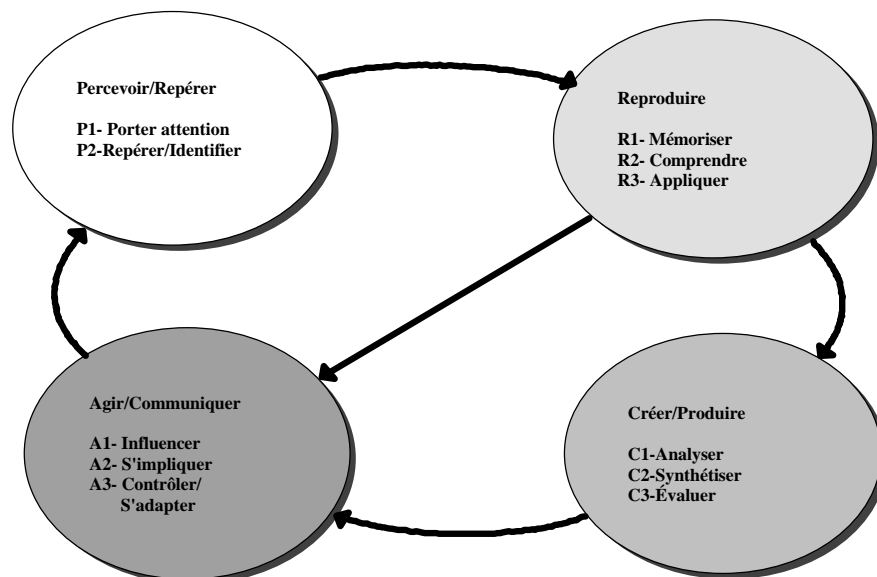 Percevoir/Repérer
P1- Porter attention
P2-Repérer/Identifier
Reproduire
R1- Mémoriser
R2- Comprendre
R3- Appliquer
Agir/Communiquer
A1- Influencer
A2- S'impliquer
A3- Contrôler/
S'adapter
Créer/Produire
C1-Analyser
C2-Synthétiser
C3-Évaluer